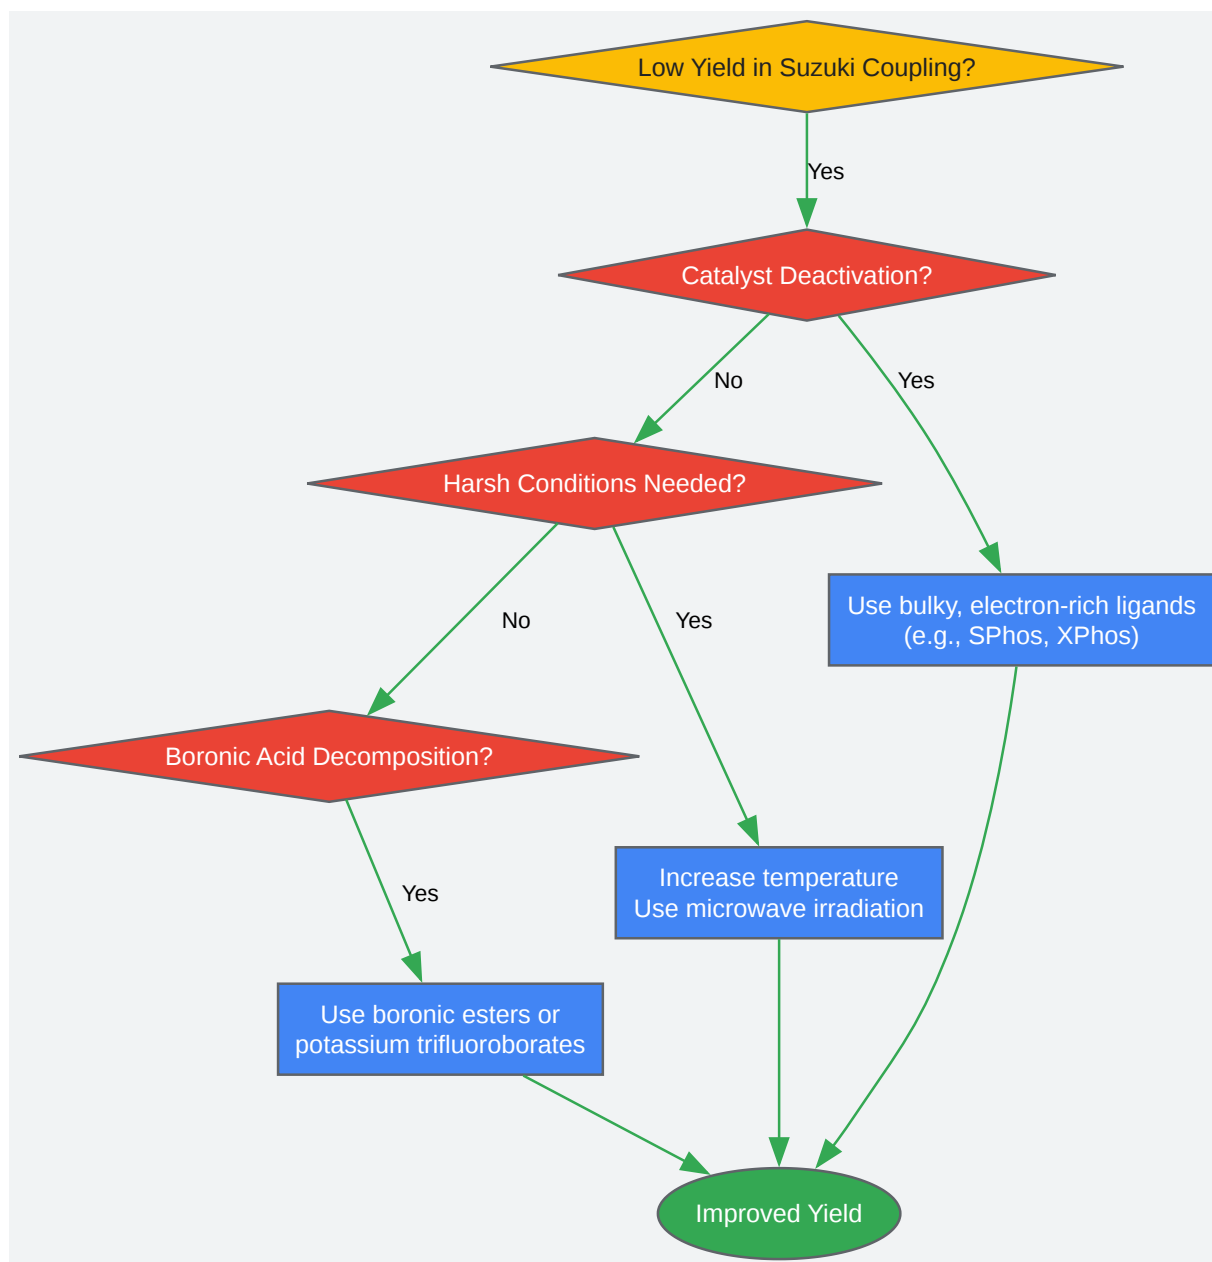 Low Yield in Suzuki Coupling?
Yes
Catalyst Deactivation?
No
Yes
Harsh Conditions Needed?
No
Yes
Use bulky, electron-rich ligands
(e.g., SPhos, XPhos)
Boronic Acid Decomposition?
Yes
Increase temperature
Use microwave irradiation
Use boronic esters or
potassium trifluoroborates
Improved Yield